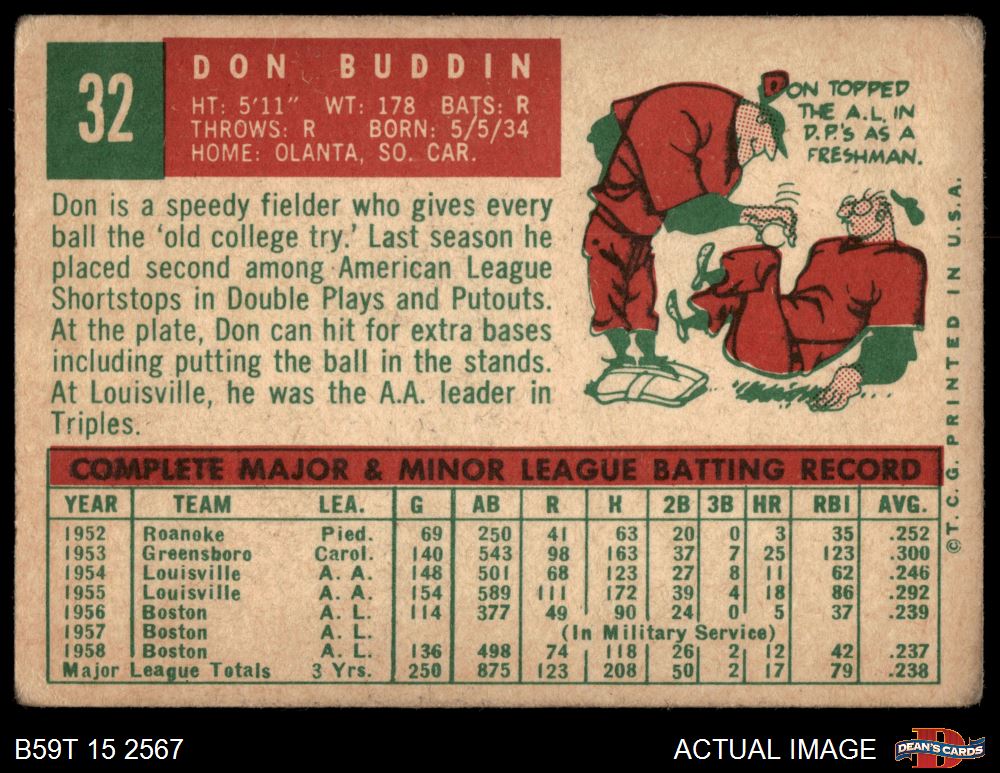 32
DON BUDDIN
HT: 5'11" WT: 178 BATS: R
THROWS: R BORN: 5/5/34
HOME: OLANTA, SO. CAR.
Don is a speedy fielder who gives every
ball the 'old college try.' Last season he
placed second among American League
Shortstops in Double Plays and Putouts.
At the plate, Don can hit for extra bases
including putting the ball in the stands.
At Louisville, he was the A.A. leader in
Triples.
DON TOPPED
THE A.L. IN
D.P.'S AS A
FRESHMAN.
COMPLETE MAJOR & MINOR LEAGUE BATTING RECORD
YEAR TEAM LEA. G AB R H 2B 3B HR RBI AVG.
1952 Roanoke Pied. 69 250 41 63 20 0 3 35 .252
1953 Greensboro Carol. 140 543 98 163 37 7 25 123 .300
1954 Louisville A. A. 148 501 68 123 27 8 11 62 .246
1955 Louisville A. A. 154 589 111 172 39 4 18 86 .292
1956 Boston A. L. 114 377 49 90 24 0 5 37 .239
1957 Boston A. L. (In Military Service)
1958 Boston A. L. 136 498 74 118 26 2 12 42 .237
Major League Totals 3 Yrs. 250 875 123 208 50 2 17 79 .238
©T. C. G. PRINTED IN U.S.A.
B59T 15 2567
ACTUAL IMAGE
D
DEAN'S CARDS